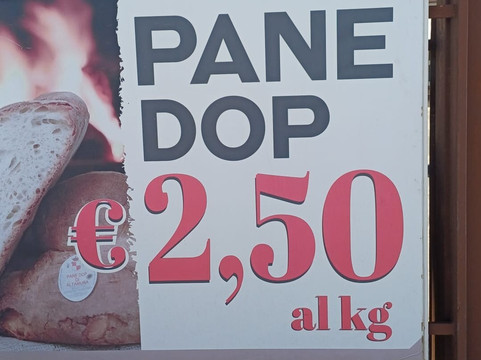 PANE
DOP
€ 2,50
al kg